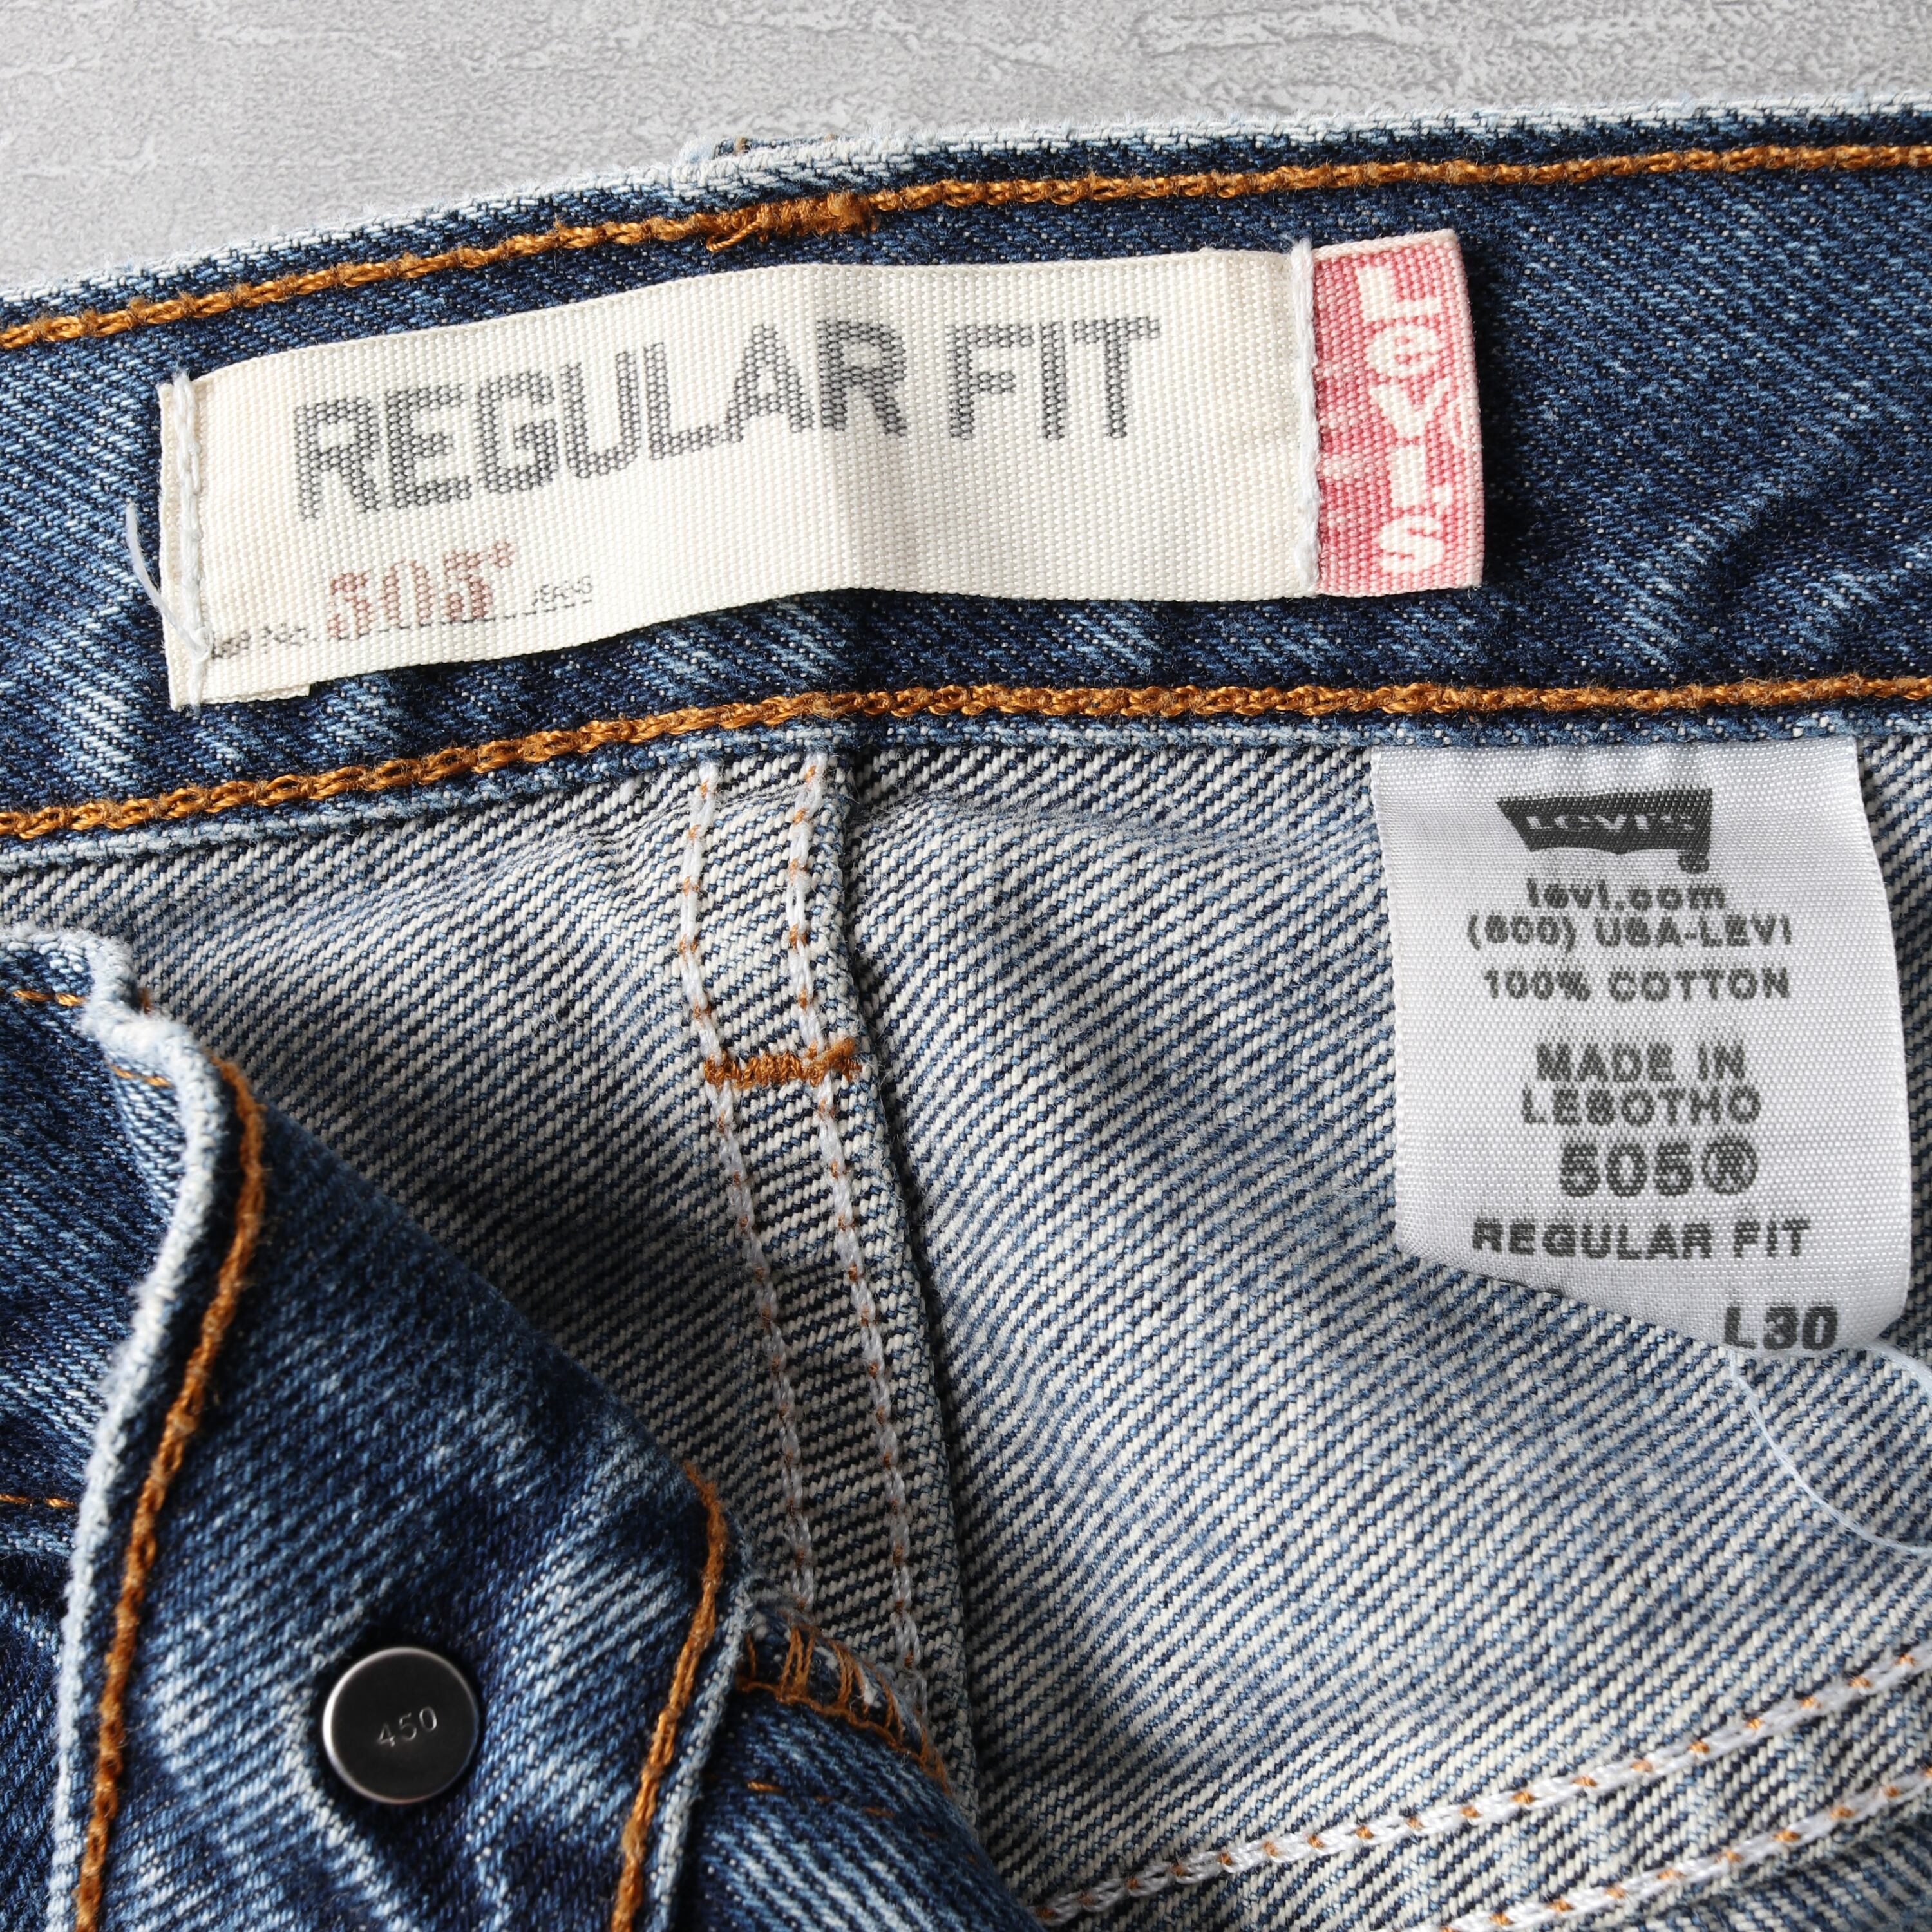 REGULAR FIT
505®
LEVI'S
LEVI'S
levi.com
(800) USA-LEVI
100% COTTON
MADE IN
LESOTHO
505®
REGULAR FIT
L30
450